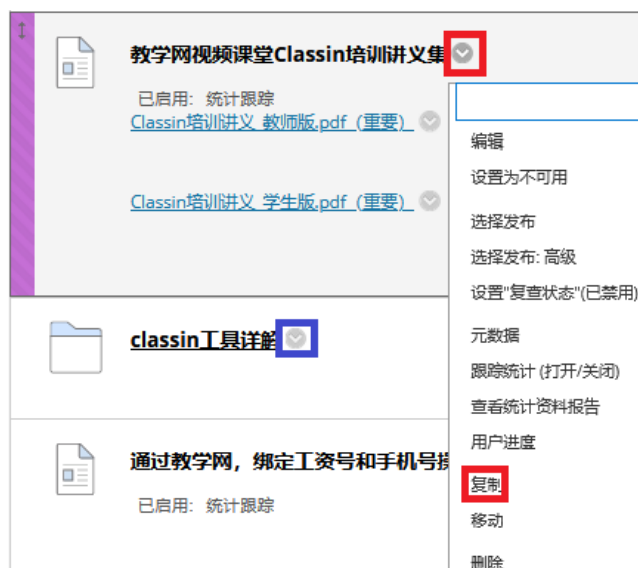 教学网视频课堂Classin培训讲义集
已启用: 统计跟踪
Classin培训讲义_教师版.pdf (重要)
Classin培训讲义_学生版.pdf (重要)
classin工具详解
通过教学网，绑定工资号和手机号
已启用: 统计跟踪
编辑
设置为不可用
选择发布
选择发布: 高级
设置"复查状态"(已禁用)
元数据
跟踪统计 (打开/关闭)
查看统计资料报告
用户进度
复制
移动
删除